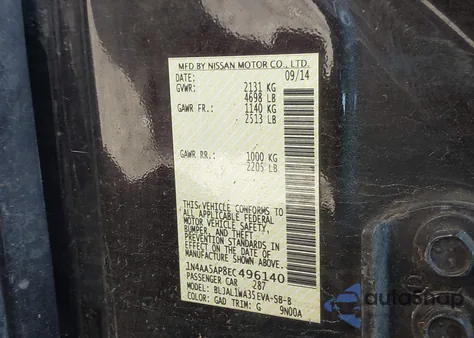 MFD BY NISSAN MOTOR CO., LTD.
DATE: 09/14
GVWR: 2131 KG
4698 LB
GAWR FR.: 1140 KG
2513 LB
GAWR RR.: 1000 KG
2205 LB
THIS VEHICLE CONFORMS TO
ALL APPLICABLE FEDERAL
MOTOR VEHICLE SAFETY,
BUMPER, AND THEFT
PREVENTION STANDARDS IN
EFFECT ON THE DATE OF
MANUFACTURE SHOWN ABOVE.
1N4AA5AP8EC496140
PASSENGER CAR 287
MODEL: BLJAL1WA35EVA-SB-B
COLOR: GAD TRIM: G 9N00A
autosnap